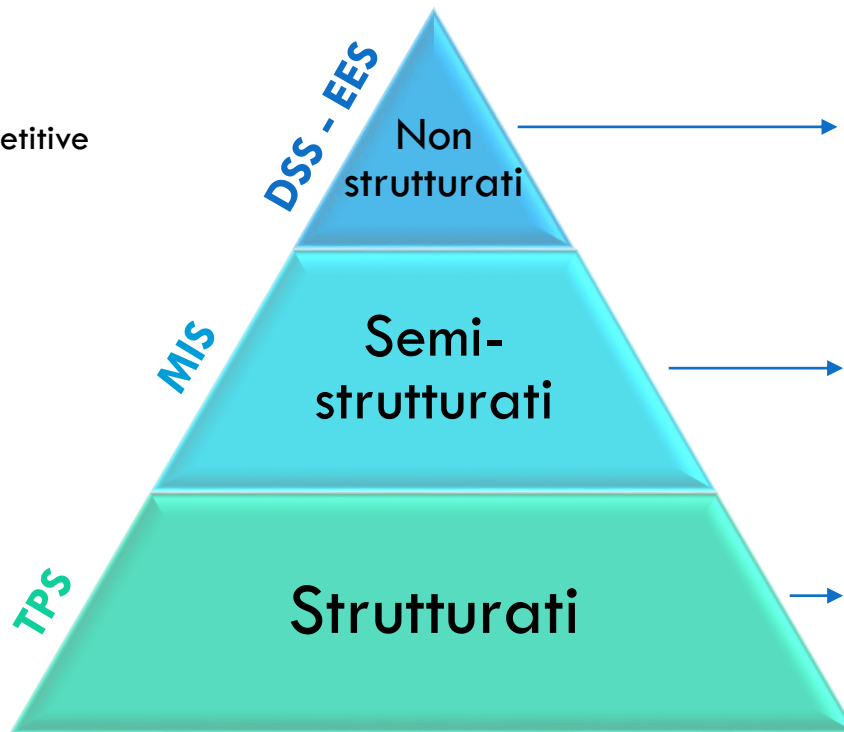 etitive
DSS - EES
Non
strutturati
MIS
Semi-
strutturati
TPS
Strutturati